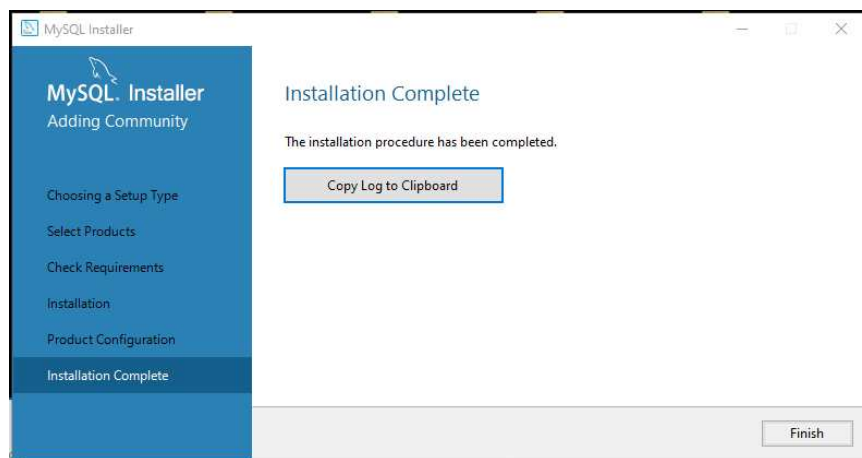 MySQL Installer
MySQL. Installer
Adding Community
Choosing a Setup Type
Select Products
Check Requirements
Installation
Product Configuration
Installation Complete
Installation Complete
The installation procedure has been completed.
Copy Log to Clipboard
Finish